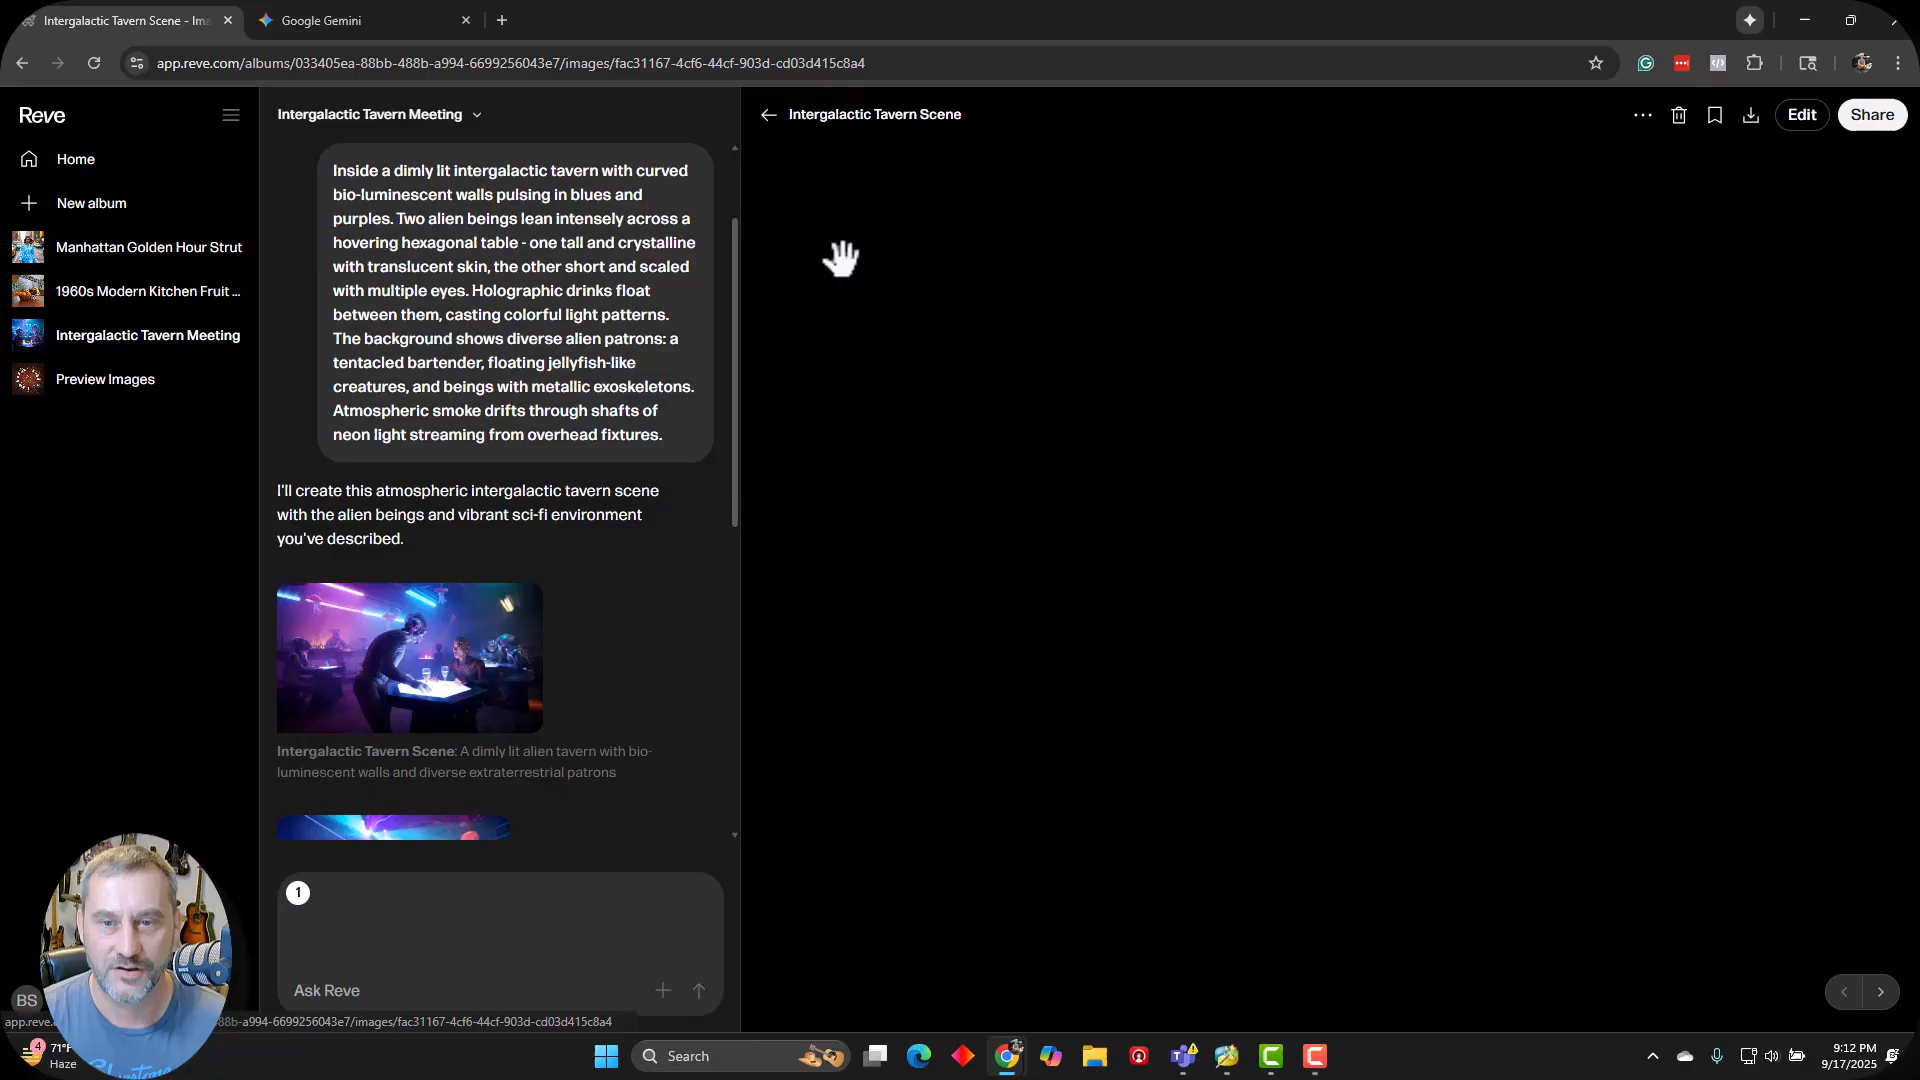 Intergalactic Tavern Scene - Ima
Google Gemini
app.reve.com/albums/033405ea-88bb-488b-a994-6699256043e7/images/fac31167-4cf6-44cf-903d-cd03d415c8a4
Reve
Intergalactic Tavern Meeting
Intergalactic Tavern Scene
Edit
Share
Home
New album
Manhattan Golden Hour Strut
1960s Modern Kitchen Fruit ...
Intergalactic Tavern Meeting
Preview Images
Inside a dimly lit intergalactic tavern with curved
bio-luminescent walls pulsing in blues and
purples. Two alien beings lean intensely across a
hovering hexagonal table - one tall and crystalline
with translucent skin, the other short and scaled
with multiple eyes. Holographic drinks float
between them, casting colorful light patterns.
The background shows diverse alien patrons: a
tentacled bartender, floating jellyfish-like
creatures, and beings with metallic exoskeletons.
Atmospheric smoke drifts through shafts of
neon light streaming from overhead fixtures.
I'll create this atmospheric intergalactic tavern scene
with the alien beings and vibrant sci-fi environment
you've described.
Intergalactic Tavern Scene: A dimly lit alien tavern with bio-
luminescent walls and diverse extraterrestrial patrons
1
Ask Reve
BS
app.reve.
88b-a994-6699256043e7/images/fac31167-4cf6-44cf-903d-cd03d415c8a4
4
71°F
Haze
Search
9:12 PM
9/17/2025